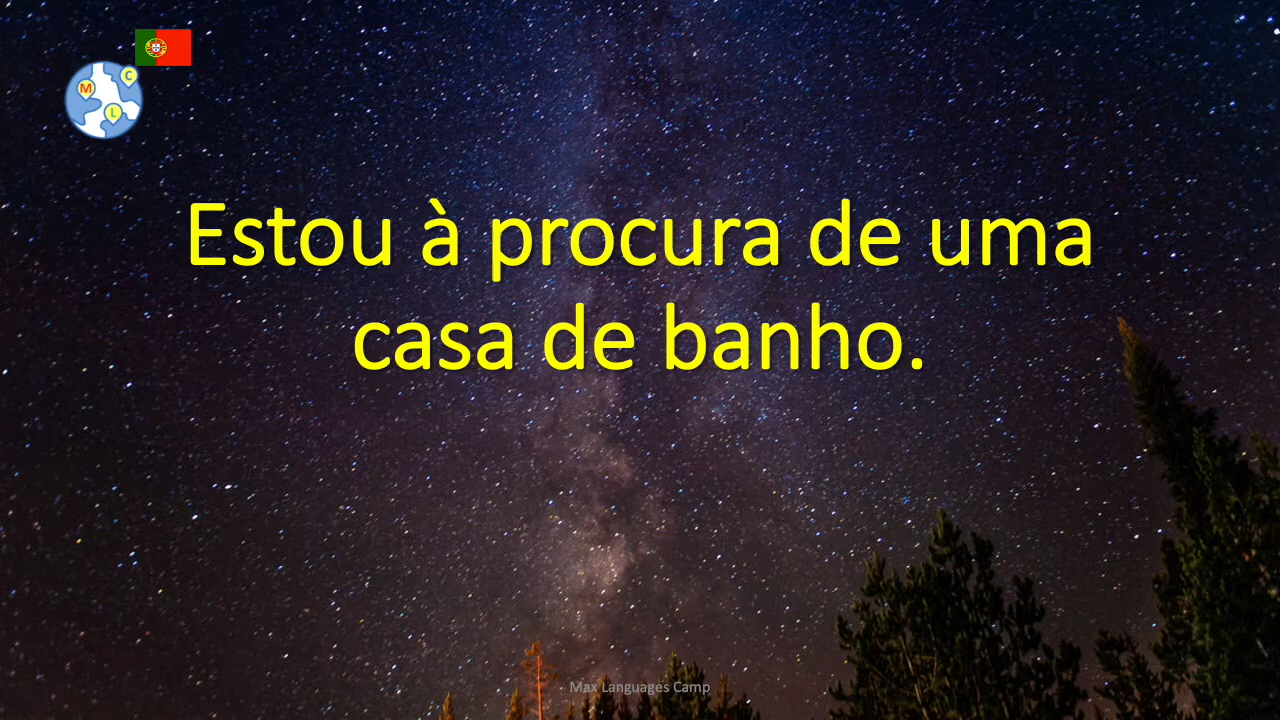 C
M
L
Estou à procura de uma
casa de banho.
Max Languages Camp